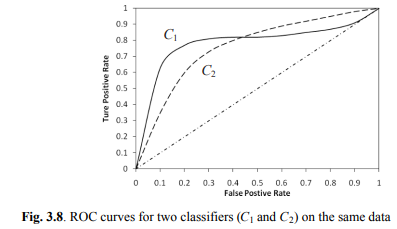 1
0.9
0.8
0.7
0.6
0.5
0.4
0.3
0.2
0.1
0
Ture Positive Rate
C1
C2
0 0.1 0.2 0.3 0.4 0.5 0.6 0.7 0.8 0.9 1
False Postive Rate
Fig. 3.8. ROC curves for two classifiers (C1 and C2) on the same data